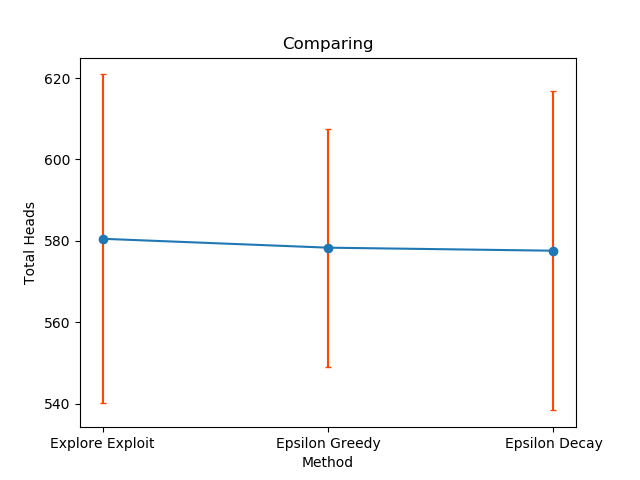 Comparing
620
600
580
560
540
Total Heads
Explore Exploit
Epsilon Greedy
Epsilon Decay
Method